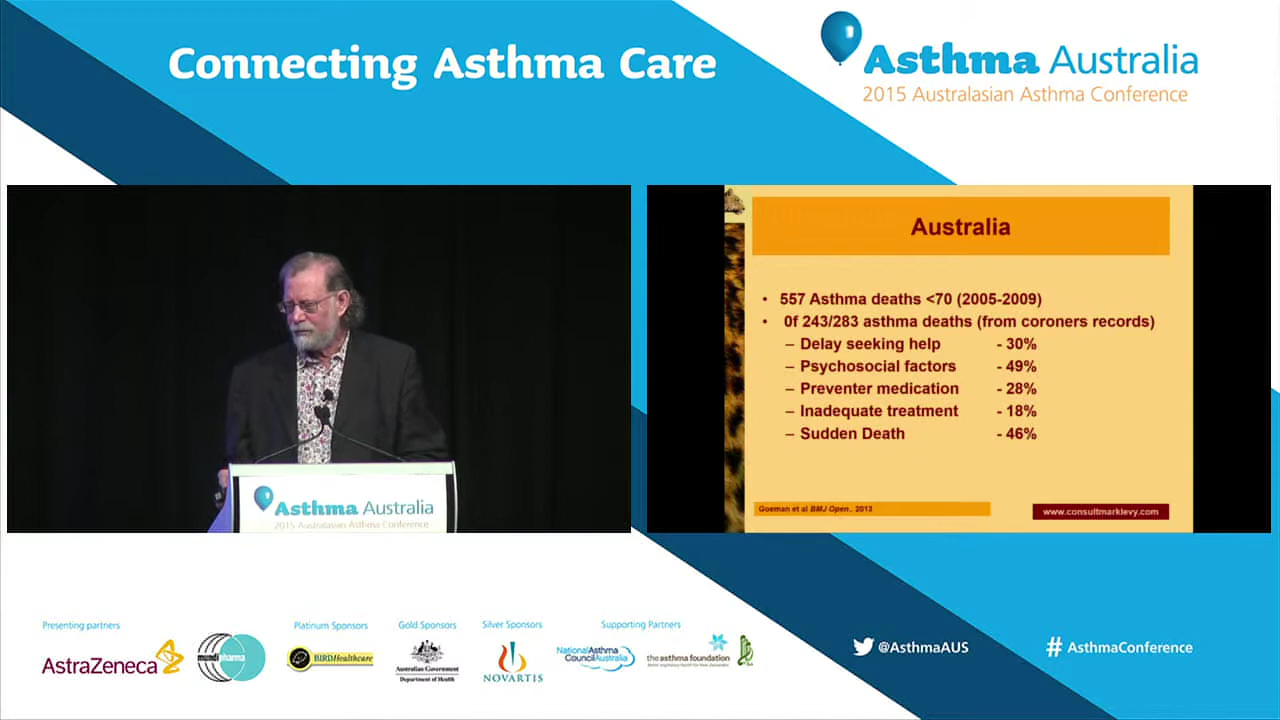 Connecting Asthma Care
Asthma Australia
2015 Australasian Asthma Conference
Australia
• 557 Asthma deaths <70 (2005-2009)
• 0f 243/283 asthma deaths (from coroners records)
– Delay seeking help - 30%
– Psychosocial factors - 49%
– Preventer medication - 28%
– Inadequate treatment - 18%
– Sudden Death - 46%
Goeman et al BMJ Open.. 2013
www.consultmarklevy.com
Asthma Australia
2015 Australasian Asthma Conference
Presenting partners
Platinum Sponsors
Gold Sponsors
Silver Sponsors
Supporting Partners
AstraZeneca
mundipharma
BIRDHealthcare
Australian Government
Department of Health
NOVARTIS
National Asthma
Council Australia
the asthma foundation
@AsthmaAUS
# AsthmaConference